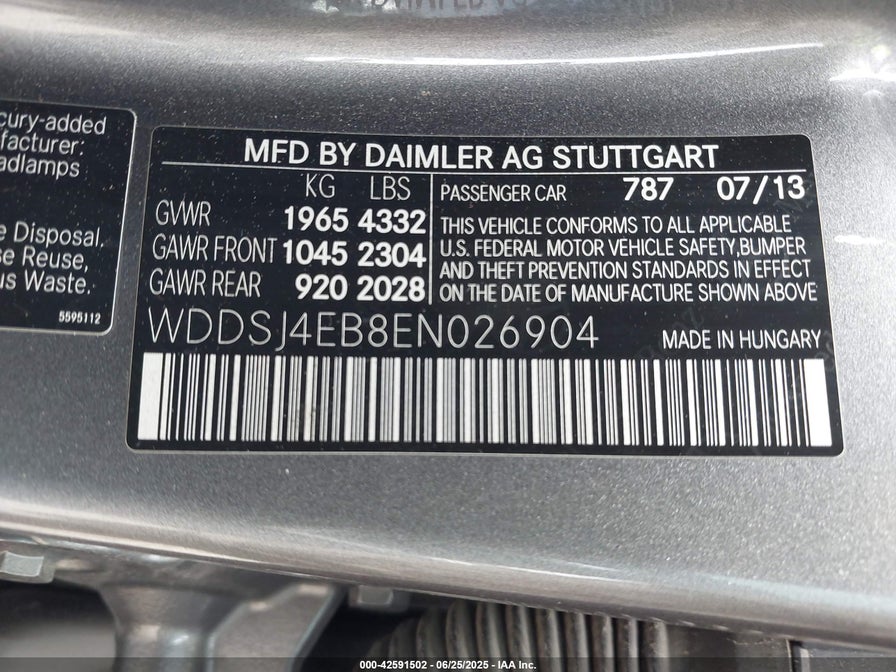 cury-added
facturer:
eadlamps
e Disposal,
se Reuse,
us Waste.
5595112
MFD BY DAIMLER AG STUTTGART
KG LBS
GVWR 1965 4332
GAWR FRONT 1045 2304
GAWR REAR 920 2028
PASSENGER CAR 787 07/13
THIS VEHICLE CONFORMS TO ALL APPLICABLE
U.S. FEDERAL MOTOR VEHICLE SAFETY,BUMPER
AND THEFT PREVENTION STANDARDS IN EFFECT
ON THE DATE OF MANUFACTURE SHOWN ABOVE
WDDSJ4EB8EN026904
MADE IN HUNGARY
000-42591502 - 06/25/2025 - IAA Inc.